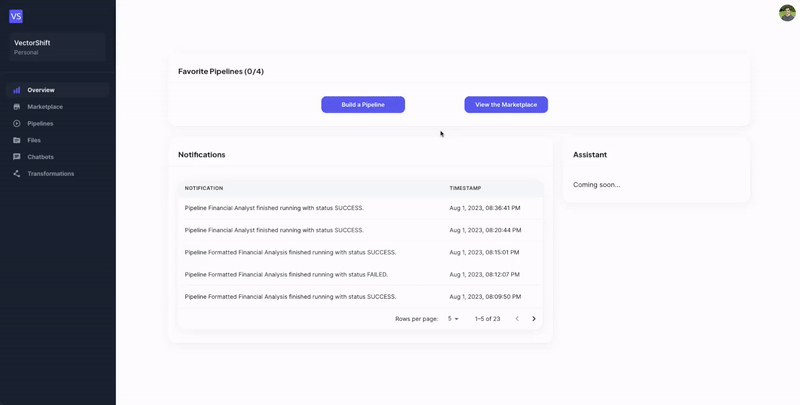 VS
VectorShift
Personal
Overview
Marketplace
Pipelines
Files
Chatbots
Transformations
Favorite Pipelines (0/4)
Build a Pipeline
View the Marketplace
Notifications
NOTIFICATION TIMESTAMP
Pipeline Financial Analyst finished running with status SUCCESS. Aug 1, 2023, 08:36:41 PM
Pipeline Financial Analyst finished running with status SUCCESS. Aug 1, 2023, 08:20:44 PM
Pipeline Formatted Financial Analysis finished running with status SUCCESS. Aug 1, 2023, 08:15:01 PM
Pipeline Formatted Financial Analysis finished running with status FAILED. Aug 1, 2023, 08:12:07 PM
Pipeline Formatted Financial Analysis finished running with status SUCCESS. Aug 1, 2023, 08:09:50 PM
Rows per page: 5 1–5 of 23
Assistant
Coming soon...